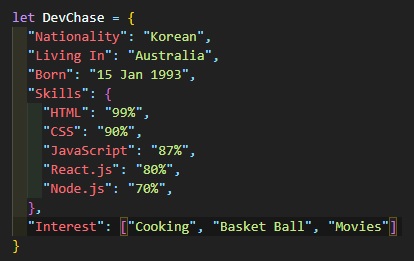 let DevChase = {
"Nationality": "Korean",
"Living In": "Australia",
"Born": "15 Jan 1993",
"Skills": {
"HTML": "99%",
"CSS": "90%",
"JavaScript": "87%",
"React.js": "80%",
"Node.js": "70%",
},
"Interest": ["Cooking", "Basket Ball", "Movies"]
}